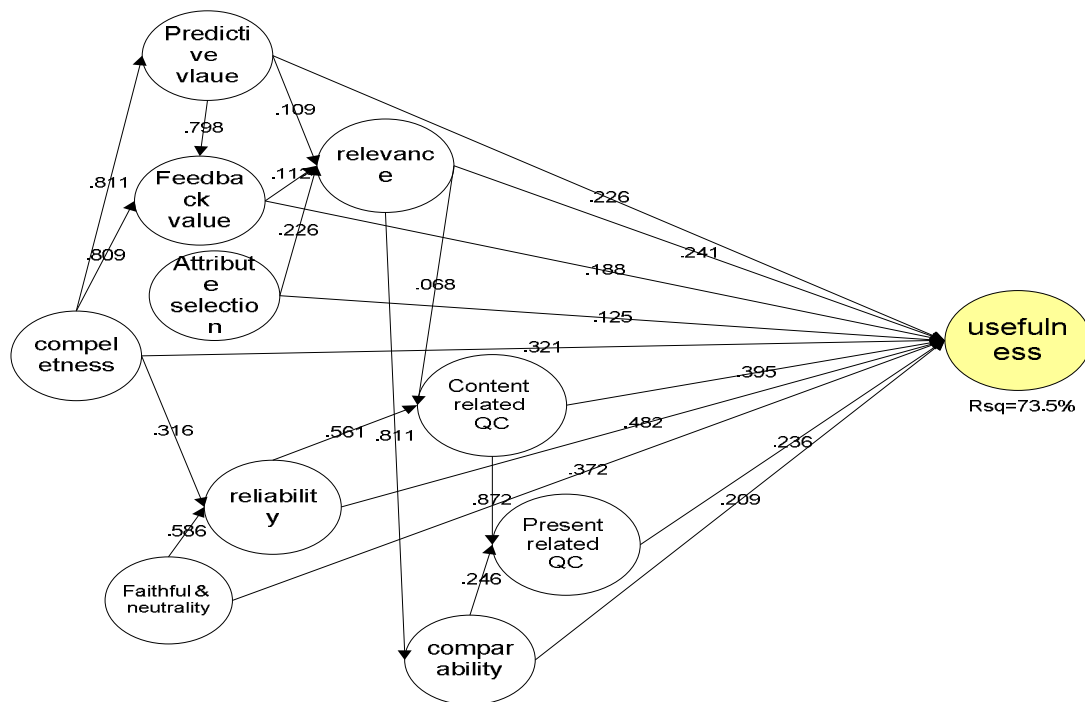 Predicti
ve vlaue
.109
.798
relevanc
e
.112
Feedba
ck value
.811
.226
.226
.241
.809
Attribut
e
selectio
n
.188
.068
.125
compel
etness
.321
usefuln
ess
Rsq=73.5%
Content
related
QC
.395
.316
.561
.811
.482
.236
reliabilit
y
.372
.872
.209
.586
Present
related
QC
.246
Faithful &
neutrality
compar
ability